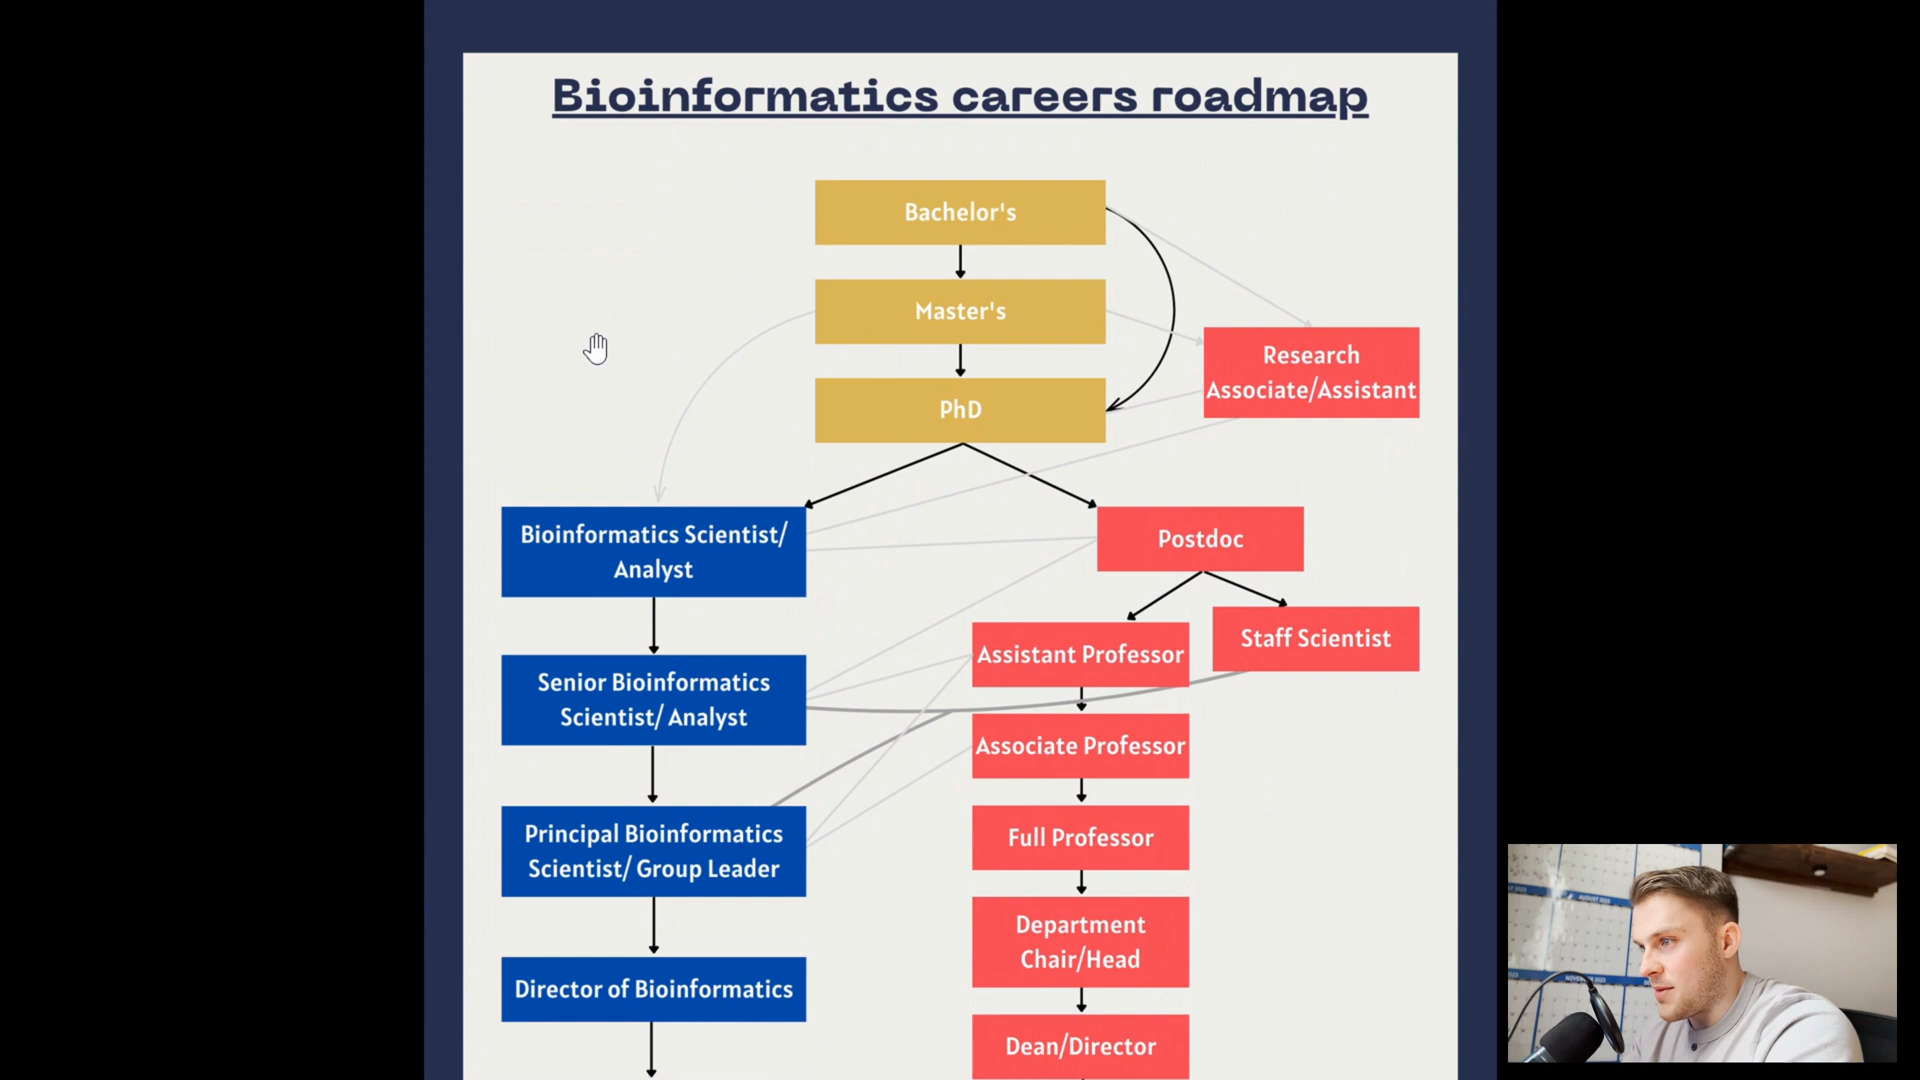 Bioinformatics careers roadmap
Bachelor's
Master's
Research
Associate/Assistant
PhD
Bioinformatics Scientist/
Analyst
Postdoc
Staff Scientist
Assistant Professor
Senior Bioinformatics
Scientist/ Analyst
Associate Professor
Principal Bioinformatics
Scientist/ Group Leader
Full Professor
Department
Chair/Head
Director of Bioinformatics
Dean/Director